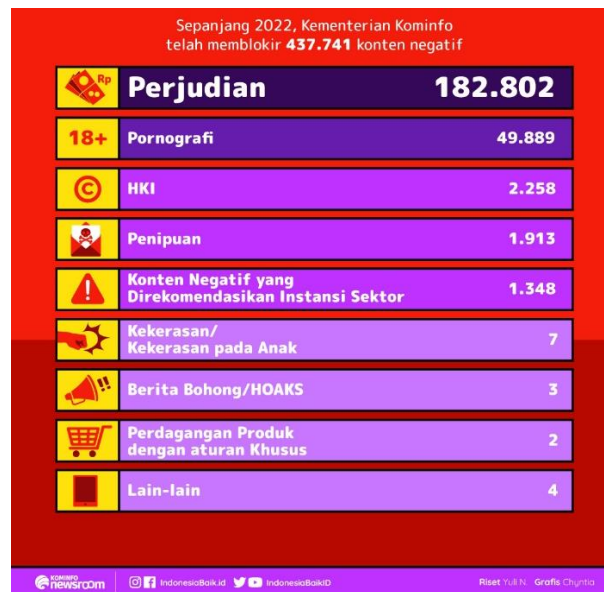 Sepanjang 2022, Kementerian Kominfo
telah memblokir 437.741 konten negatif
Rp
Perjudian 182.802
18+ Pornografi 49.889
© HKI 2.258
Penipuan 1.913
Konten Negatif yang
Direkomendasikan Instansi Sektor 1.348
Kekerasan/
Kekerasan pada Anak 7
!! Berita Bohong/HOAKS 3
Perdagangan Produk
dengan aturan Khusus 2
Lain-lain 4
KOMINFO
newsroom IndonesiaBaik.id IndonesiaBaikID Riset Yuli N. Grafis Chyntia